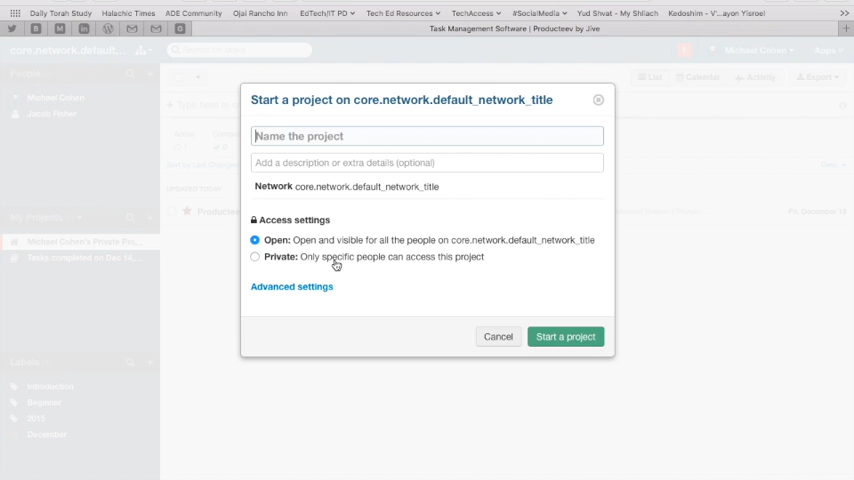 Daily Torah Study Halachic Times ADE Community Ojai Rancho Inn EdTech/IT PD Tech Ed Resources TechAccess #SocialMedia Yud Shvat - My Shliach Kedoshim - V'...ayon Yisroel >>
Task Management Software | Producteev by Jive
core.network.default... Michael Cohen Apps
List Calendar Activity Export
Michael Cohen
Jacob Fisher
Start a project on core.network.default_network_title
Name the project
Add a description or extra details (optional)
Network core.network.default_network_title
Access settings
Open: Open and visible for all the people on core.network.default_network_title
Private: Only specific people can access this project
Advanced settings
Cancel Start a project
My Projects
Michael Cohen's Private Pro...
Tasks completed on Dec 14,...
UPDATED TODAY
Labels
Introduction
Beginner
2015
December